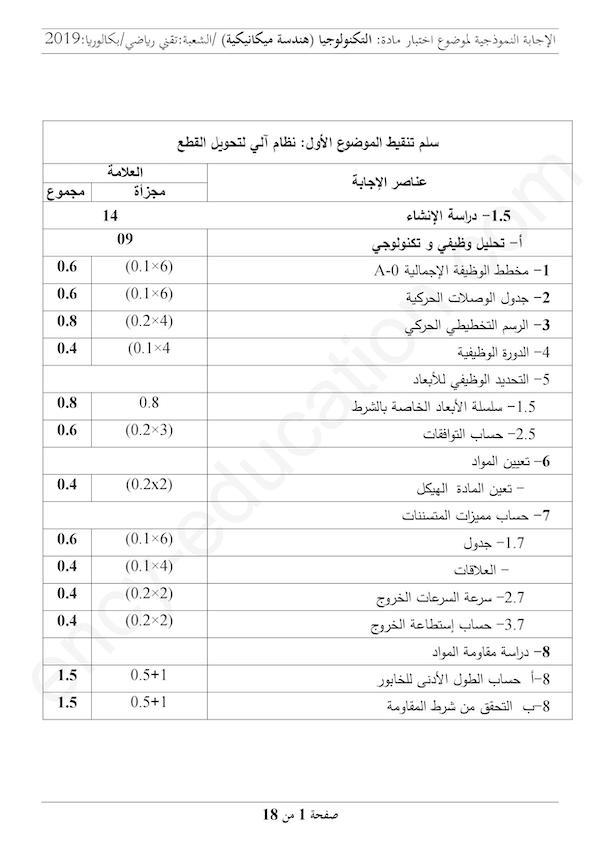 الإجابة النموذجية لموضوع اختبار مادة: التكنولوجيا (هندسة ميكانيكية) /الشعبة:تقني رياضي/بكالوريا:2019
سلم تنقيط الموضوع الأول: نظام آلي لتحويل القطع
عناصر الإجابة العلامة
مجزأة مجموع
1.5- دراسة الإنشاء 14
أ- تحليل وظيفي و تكنولوجي 09
1- مخطط الوظيفة الإجمالية A-0 (0.1×6) 0.6
2- جدول الوصلات الحركية (0.1×6) 0.6
3- الرسم التخطيطي الحركي (0.2×4) 0.8
4- الدورة الوظيفية (0.1×4 0.4
5- التحديد الوظيفي للأبعاد
1.5- سلسلة الأبعاد الخاصة بالشرط 0.8 0.8
2.5- حساب التوافقات (0.2×3) 0.6
6- تعيين المواد
- تعين المادة الهيكل (0.2x2) 0.4
7- حساب مميزات المتسننات
1.7- جدول (0.1×6) 0.6
- العلاقات (0.1×4) 0.4
2.7- سرعة السرعات الخروج (0.2×2) 0.4
3.7- حساب إستطاعة الخروج (0.2×2) 0.4
8- دراسة مقاومة المواد
8-أ حساب الطول الأدنى للخابور 0.5+1 1.5
8-ب التحقق من شرط المقاومة 0.5+1 1.5
صفحة 1 من 18
ency-education.com